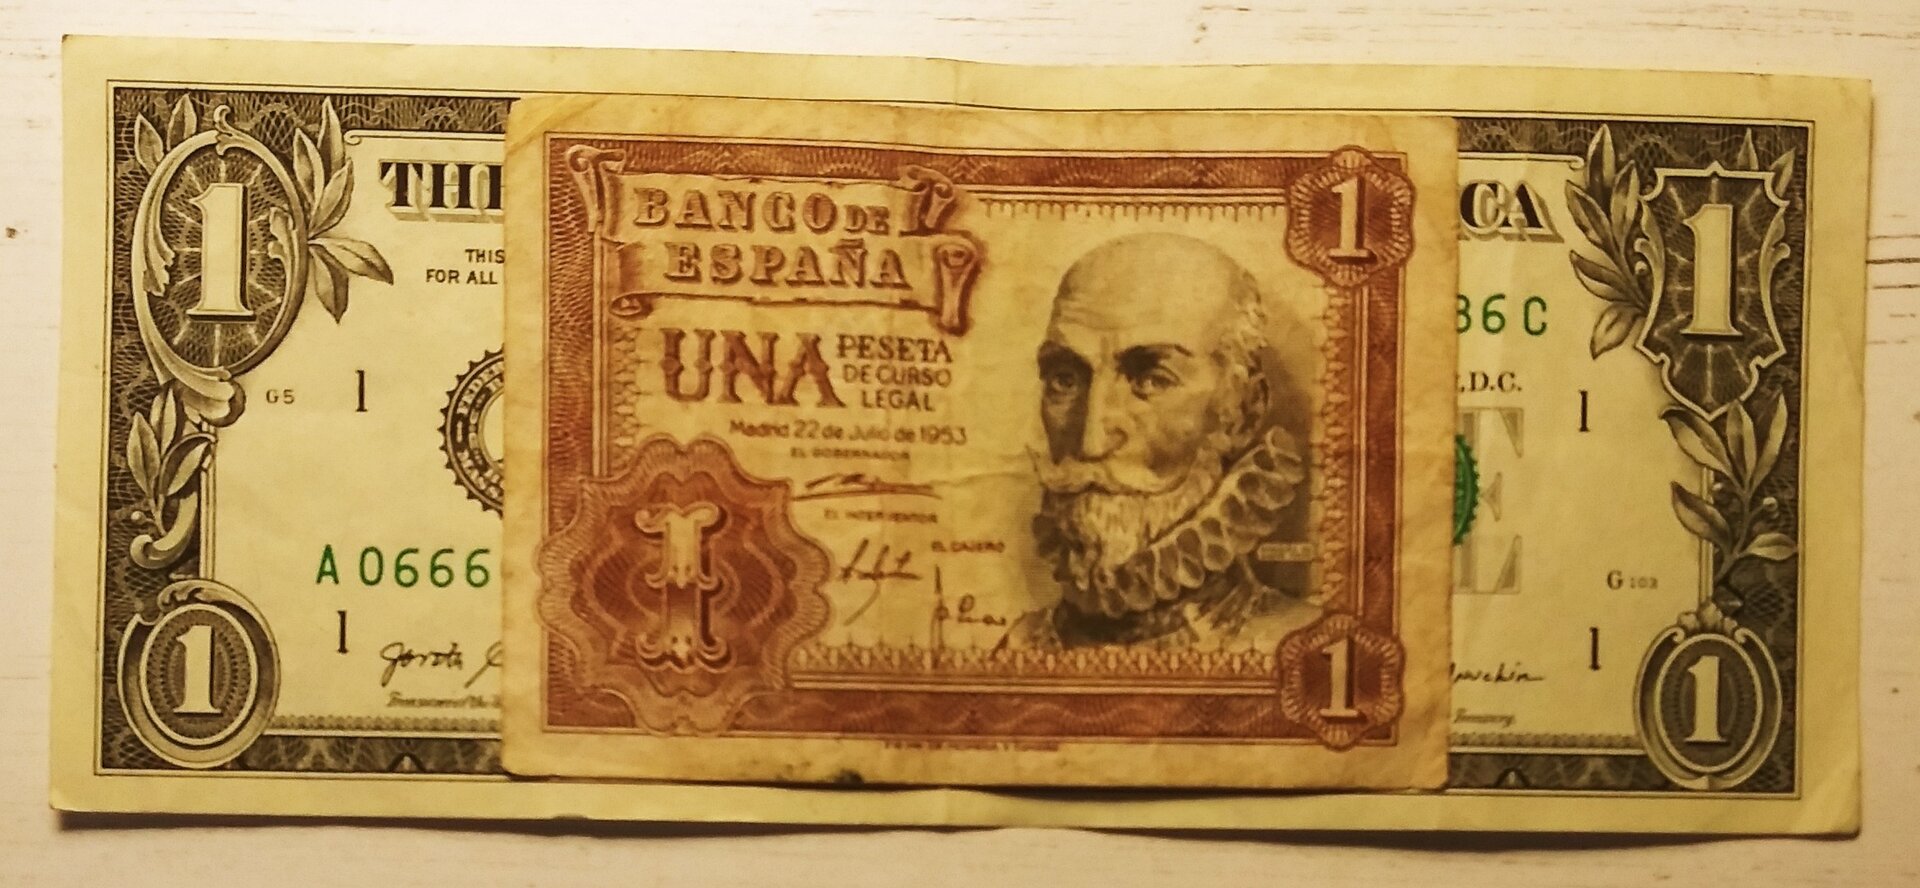 1
THE
CA
1
THIS
FOR ALL
BANCO DE
ESPAÑA
1
UNA PESETA
DE CURSO
LEGAL
Madrid 22 de Julio de 1953
EL GOBERNADOR
EL INTERVENTOR
EL CAJERO
1
1
G5
1
A 0666
1
86 C
D.C.
1
G 103
1
1
1